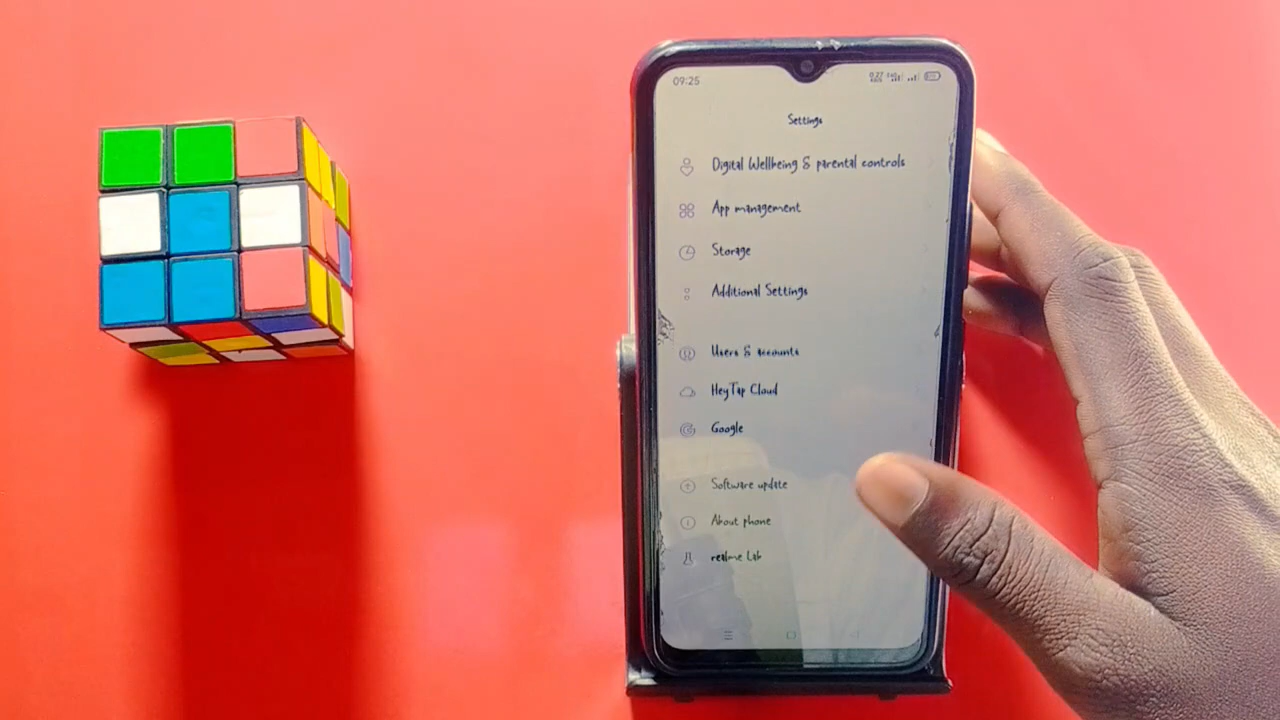 09:25
Settings
Digital Wellbeing & parental controls
App management
Storage
Additional Settings
Users & accounts
HeyTap Cloud
Google
Software update
About phone
realme Lab